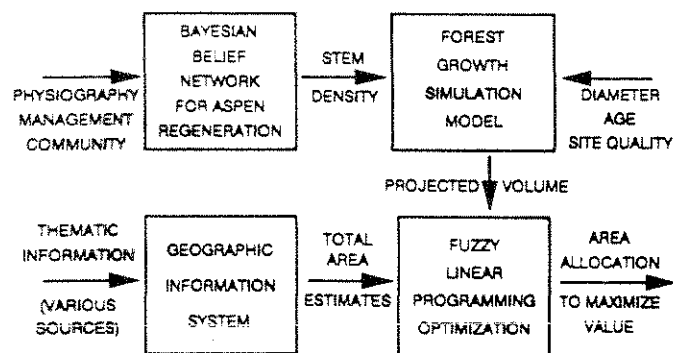 BAYESIAN
BELIEF
NETWORK
FOR ASPEN
REGENERATION
STEM
DENSITY
FOREST
GROWTH
SIMULATION
MODEL
PHYSIOGRAPHY
MANAGEMENT
COMMUNITY
DIAMETER
AGE
SITE QUALITY
PROJECTED VOLUME
THEMATIC
INFORMATION
(VARIOUS
SOURCES)
GEOGRAPHIC
INFORMATION
SYSTEM
TOTAL
AREA
ESTIMATES
FUZZY
LINEAR
PROGRAMMING
OPTIMIZATION
AREA
ALLOCATION
TO MAXIMIZE
VALUE